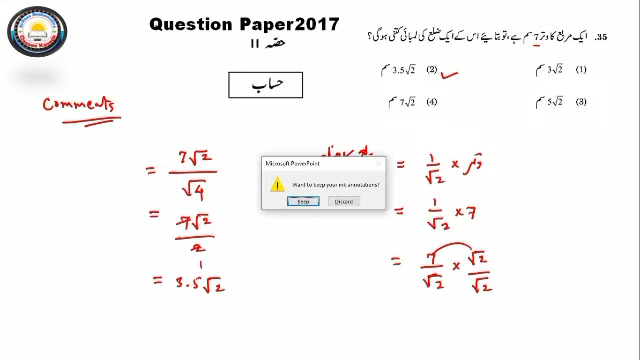 Question Paper2017
حصّہ II
حساب
.35 ایک مربع کا وتر 7 سم ہے، تو بتایئے اس کے ایک ضلع کی لمبائی کتنی ہوگی؟
(1) 3√2 سم
(2) 3.5√2 سم
(3) 5√2 سم
(4) 7√2 سم
Comments
= 1/√2 × وتر
= 1/√2 × 7
= 7/√2 × √2/√2
= 7√2/√4
= 7√2/2
= 3.5√2
Microsoft PowerPoint
Want to keep your ink annotations?
Keep
Discard